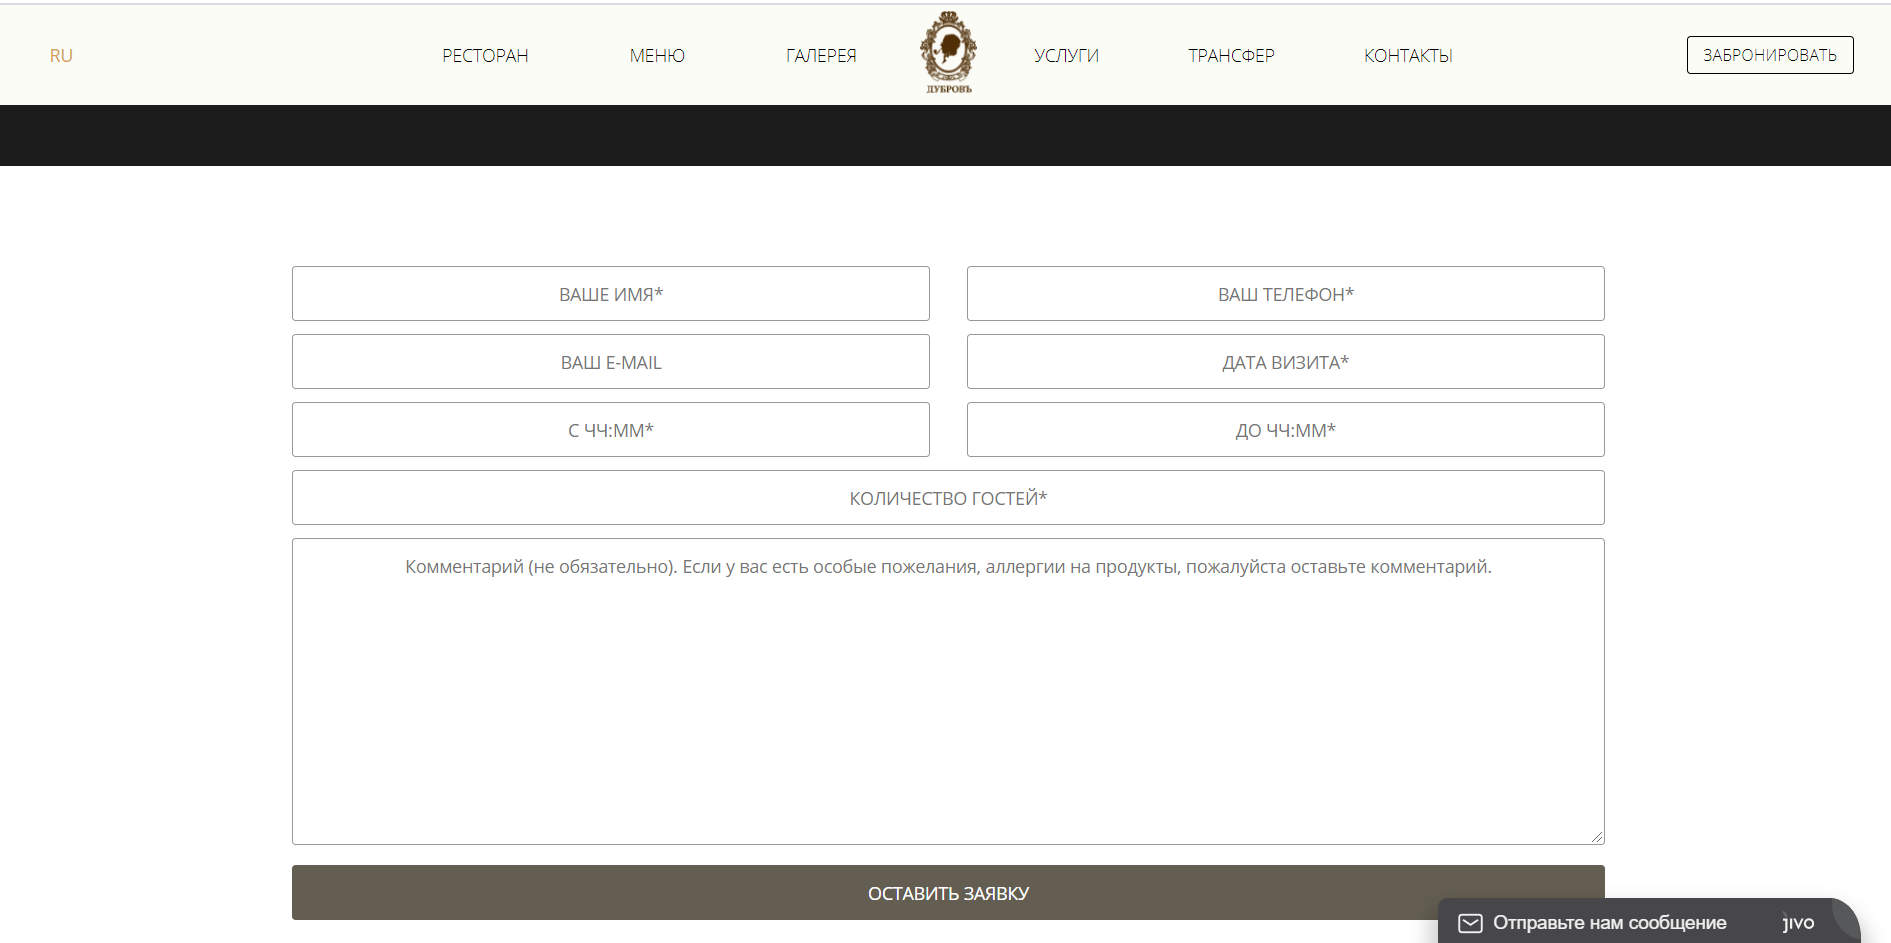 RU
РЕСТОРАН
МЕНЮ
ГАЛЕРЕЯ
ДУБРОВЪ
УСЛУГИ
ТРАНСФЕР
КОНТАКТЫ
ЗАБРОНИРОВАТЬ
ВАШЕ ИМЯ*
ВАШ ТЕЛЕФОН*
ВАШ E-MAIL
ДАТА ВИЗИТА*
С ЧЧ:ММ*
ДО ЧЧ:ММ*
КОЛИЧЕСТВО ГОСТЕЙ*
Комментарий (не обязательно). Если у вас есть особые пожелания, аллергии на продукты, пожалуйста оставьте комментарий.
ОСТАВИТЬ ЗАЯВКУ
Отправьте нам сообщение
jivo